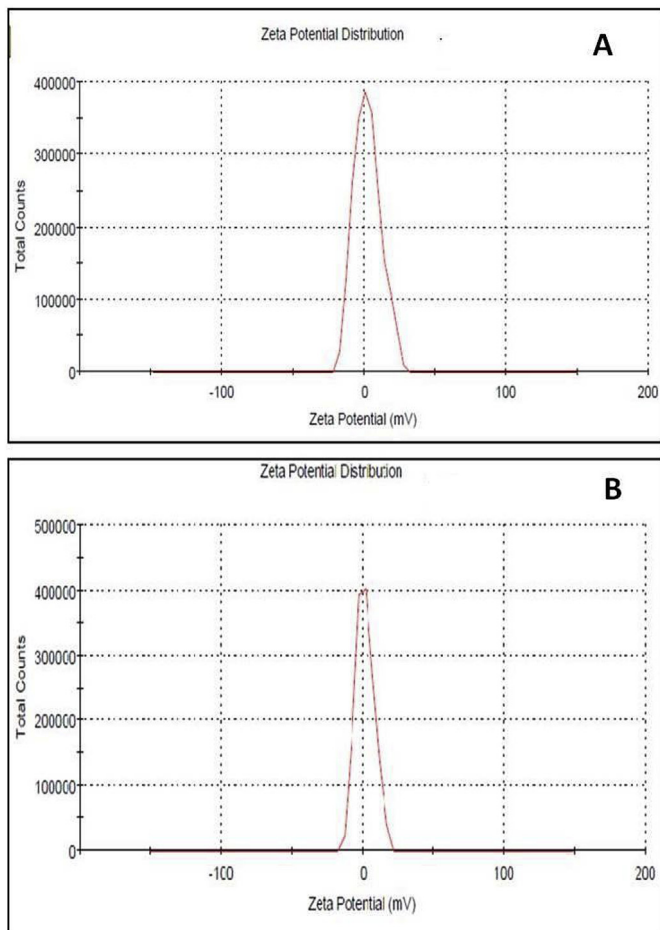 Zeta Potential Distribution
A
400000
300000
200000
100000
0
Total Counts
-100
0
100
200
Zeta Potential (mV)
Zeta Potential Distribution
B
500000
400000
300000
200000
100000
0
Total Counts
-100
0
100
200
Zeta Potential (mV)